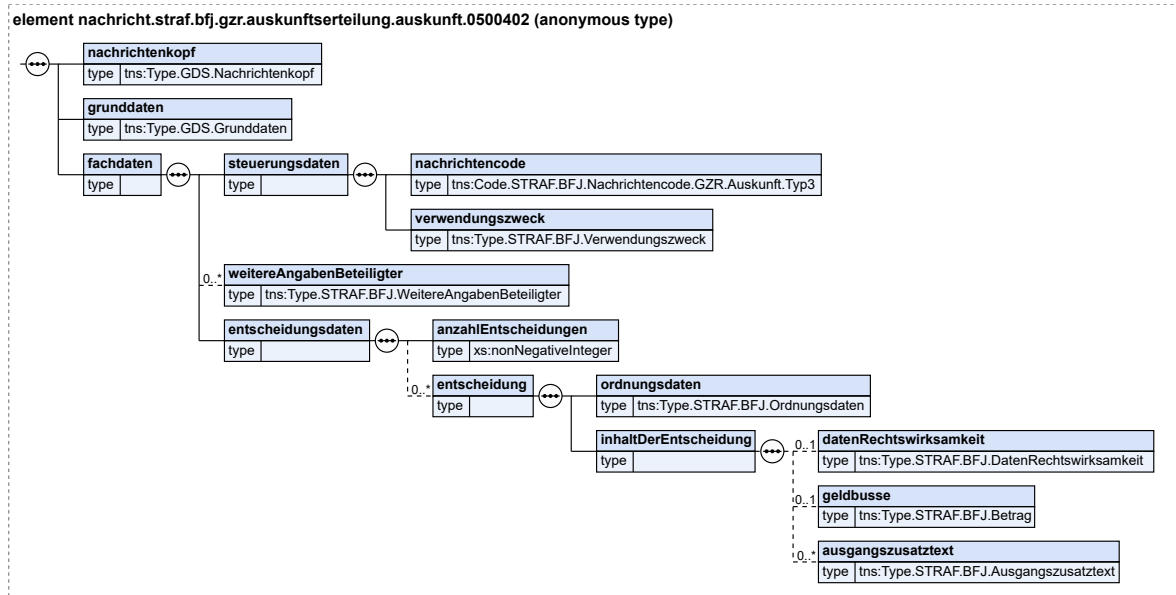 element nachricht.straf.bfj.gzr.auskunftserteilung.auskunft.0500402 (anonymous type)
nachrichtenkopf
type tns:Type.GDS.Nachrichtenkopf
grunddaten
type tns:Type.GDS.Grunddaten
fachdaten
type
steuerungsdaten
type
nachrichtencode
type tns:Code.STRAF.BFJ.Nachrichtencode.GZR.Auskunft.Typ3
verwendungszweck
type tns:Type.STRAF.BFJ.Verwendungszweck
0..* weitereAngabenBeteiligter
type tns:Type.STRAF.BFJ.WeitereAngabenBeteiligter
entscheidungsdaten
type
anzahlEntscheidungen
type xs:nonNegativeInteger
0..* entscheidung
type
ordnungsdaten
type tns:Type.STRAF.BFJ.Ordnungsdaten
inhaltDerEntscheidung
type
0..1 datenRechtswirksamkeit
type tns:Type.STRAF.BFJ.DatenRechtswirksamkeit
0..1 geldbusse
type tns:Type.STRAF.BFJ.Betrag
0..* ausgangszusatztext
type tns:Type.STRAF.BFJ.Ausgangszusatztext